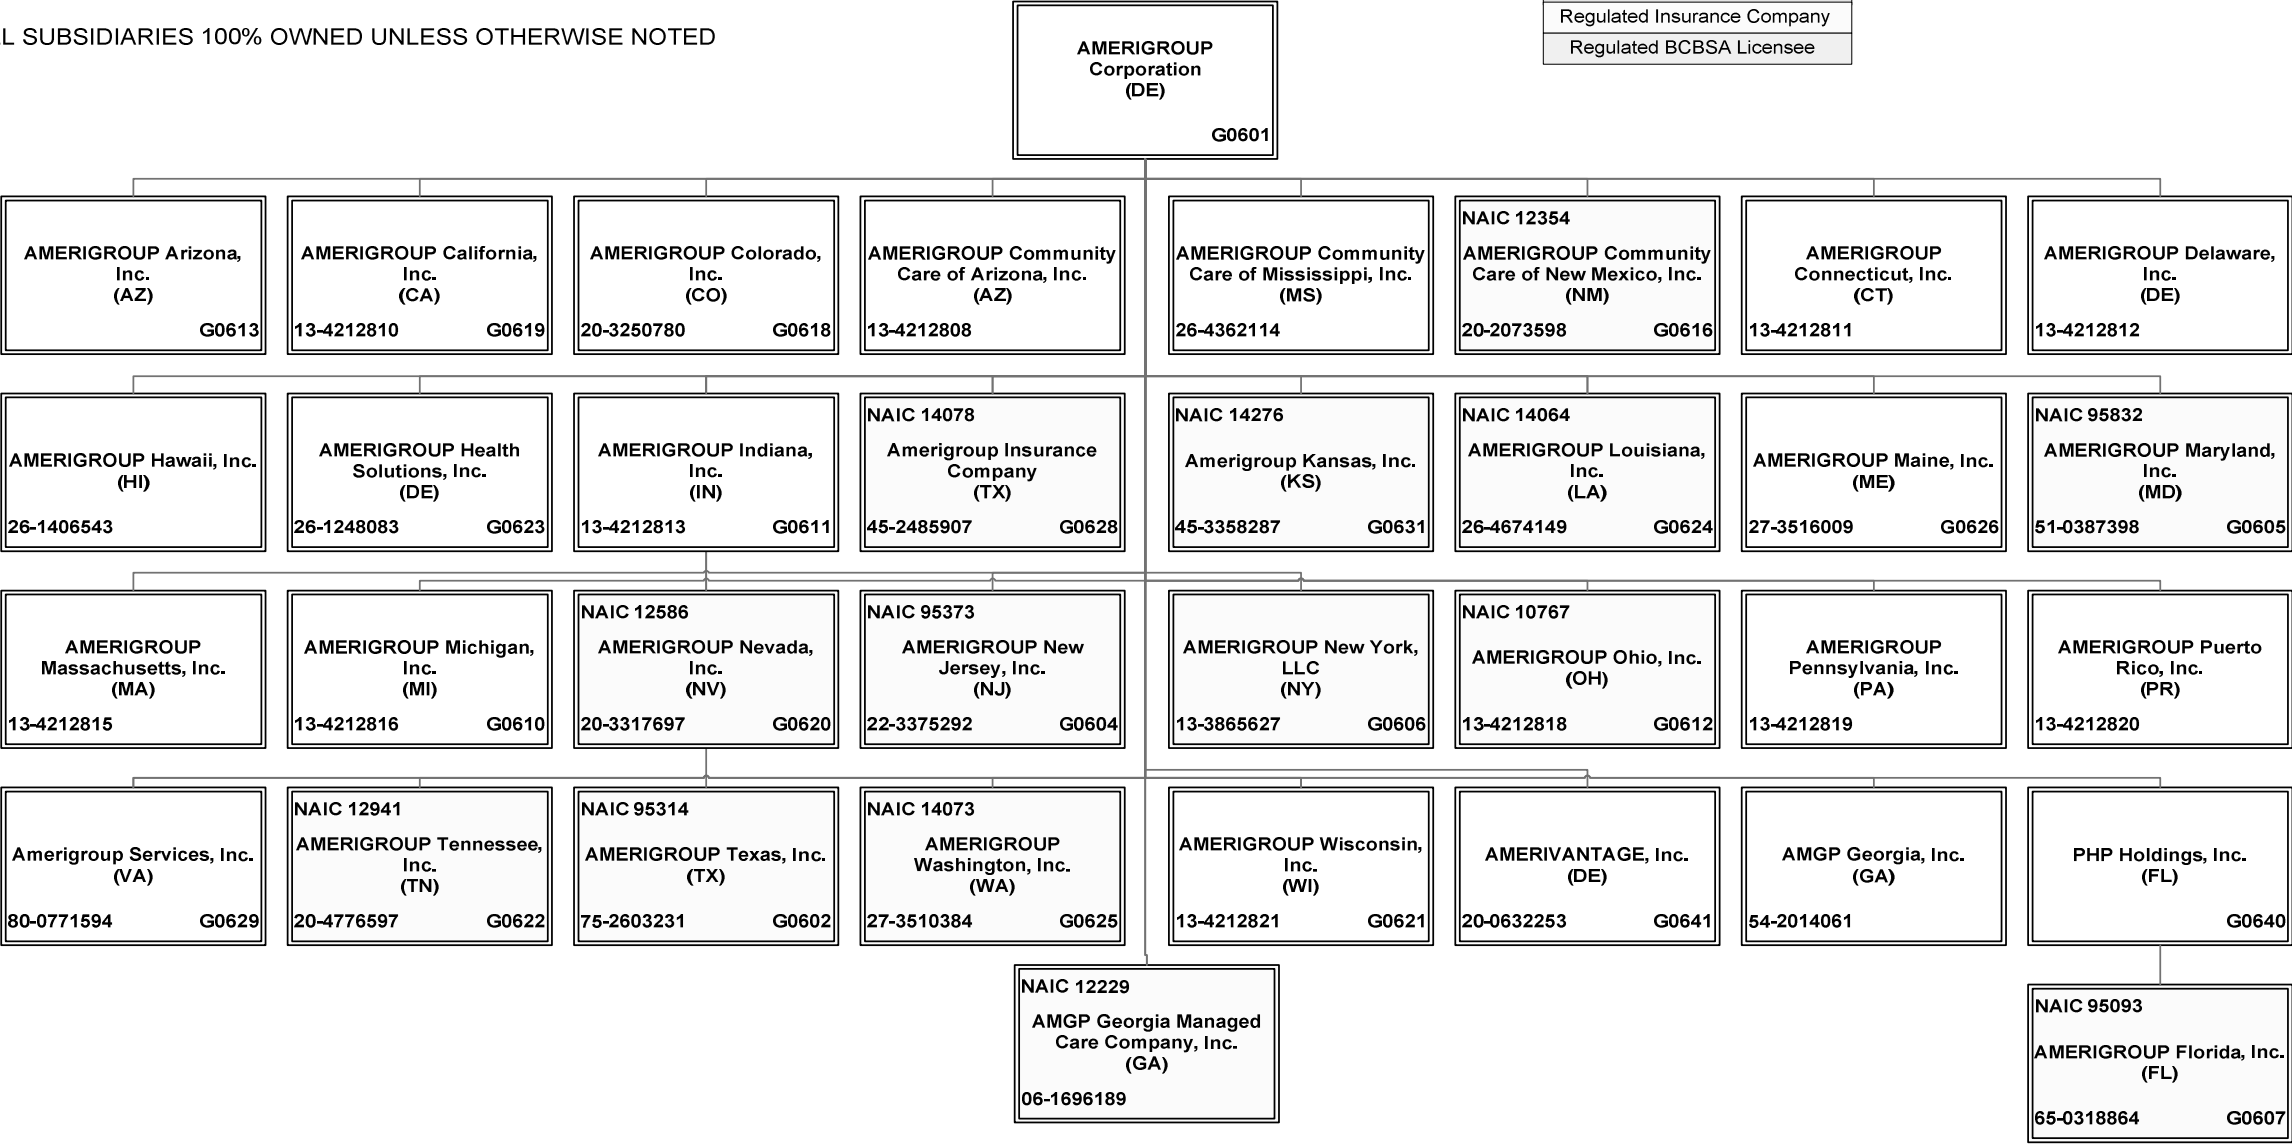 L SUBSIDIARIES 100% OWNED UNLESS OTHERWISE NOTED
AMERIGROUP
Corporation
(DE)
G0601
Regulated Insurance Company
Regulated BCBSA Licensee
AMERIGROUP Arizona,
Inc.
(AZ)
G0613
AMERIGROUP California,
Inc.
(CA)
13-4212810 G0619
AMERIGROUP Colorado,
Inc.
(CO)
20-3250780 G0618
AMERIGROUP Community
Care of Arizona, Inc.
(AZ)
13-4212808
AMERIGROUP Community
Care of Mississippi, Inc.
(MS)
26-4362114
NAIC 12354
AMERIGROUP Community
Care of New Mexico, Inc.
(NM)
20-2073598 G0616
AMERIGROUP
Connecticut, Inc.
(CT)
13-4212811
AMERIGROUP Delaware,
Inc.
(DE)
13-4212812
AMERIGROUP Hawaii, Inc.
(HI)
26-1406543
AMERIGROUP Health
Solutions, Inc.
(DE)
26-1248083 G0623
AMERIGROUP Indiana,
Inc.
(IN)
13-4212813 G0611
NAIC 14078
Amerigroup Insurance
Company
(TX)
45-2485907 G0628
NAIC 14276
Amerigroup Kansas, Inc.
(KS)
45-3358287 G0631
NAIC 14064
AMERIGROUP Louisiana,
Inc.
(LA)
26-4674149 G0624
AMERIGROUP Maine, Inc.
(ME)
27-3516009 G0626
NAIC 95832
AMERIGROUP Maryland,
Inc.
(MD)
51-0387398 G0605
AMERIGROUP
Massachusetts, Inc.
(MA)
13-4212815
AMERIGROUP Michigan,
Inc.
(MI)
13-4212816 G0610
NAIC 12586
AMERIGROUP Nevada,
Inc.
(NV)
20-3317697 G0620
NAIC 95373
AMERIGROUP New
Jersey, Inc.
(NJ)
22-3375292 G0604
AMERIGROUP New York,
LLC
(NY)
13-3865627 G0606
NAIC 10767
AMERIGROUP Ohio, Inc.
(OH)
13-4212818 G0612
AMERIGROUP
Pennsylvania, Inc.
(PA)
13-4212819
AMERIGROUP Puerto
Rico, Inc.
(PR)
13-4212820
Amerigroup Services, Inc.
(VA)
80-0771594 G0629
NAIC 12941
AMERIGROUP Tennessee,
Inc.
(TN)
20-4776597 G0622
NAIC 95314
AMERIGROUP Texas, Inc.
(TX)
75-2603231 G0602
NAIC 14073
AMERIGROUP
Washington, Inc.
(WA)
27-3510384 G0625
AMERIGROUP Wisconsin,
Inc.
(WI)
13-4212821 G0621
AMERIVANTAGE, Inc.
(DE)
20-0632253 G0641
AMGP Georgia, Inc.
(GA)
54-2014061
PHP Holdings, Inc.
(FL)
G0640
NAIC 12229
AMGP Georgia Managed
Care Company, Inc.
(GA)
06-1696189
NAIC 95093
AMERIGROUP Florida, Inc.
(FL)
65-0318864 G0607